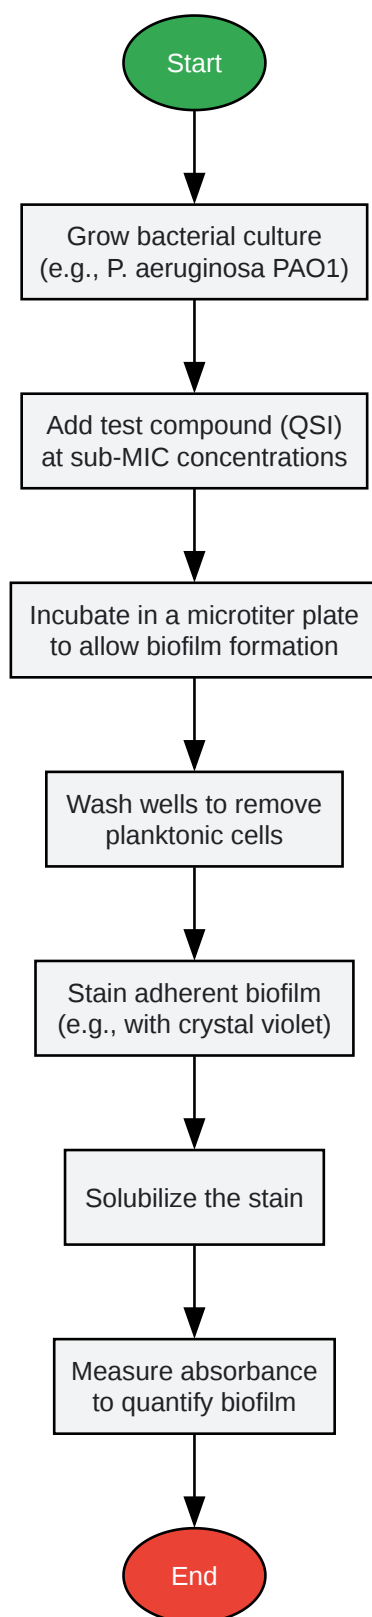 Start
Grow bacterial culture
(e.g., P. aeruginosa PAO1)
Add test compound (QSI)
at sub-MIC concentrations
Incubate in a microtiter plate
to allow biofilm formation
Wash wells to remove
planktonic cells
Stain adherent biofilm
(e.g., with crystal violet)
Solubilize the stain
Measure absorbance
to quantify biofilm
End